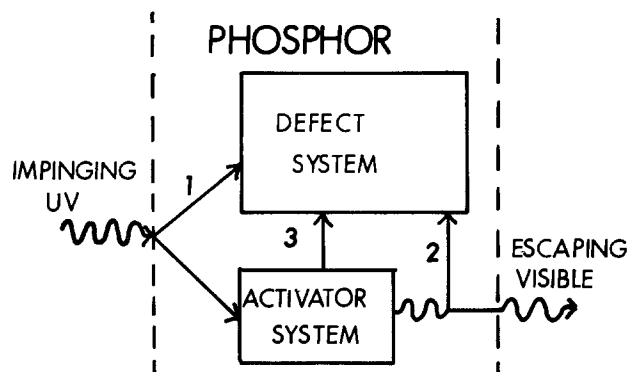 PHOSPHOR
DEFECT
SYSTEM
IMPINGING
UV
1
3
2
ESCAPING
VISIBLE
ACTIVATOR
SYSTEM